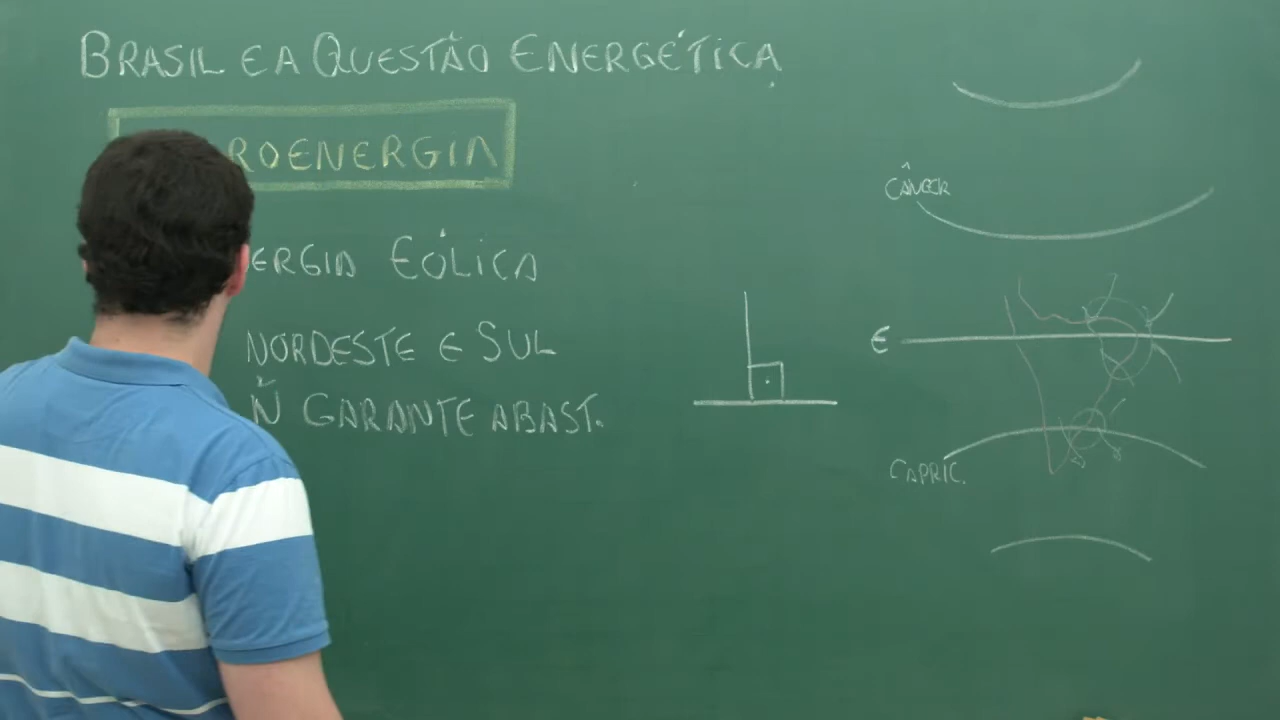 BRASIL E A QUESTÃO ENERGÉTICA
ROENERGIA
ERGIA EÓLICA
NORDESTE E SUL
Ñ GARANTE ABAST.
CÂNCER
E
CAPRIC.